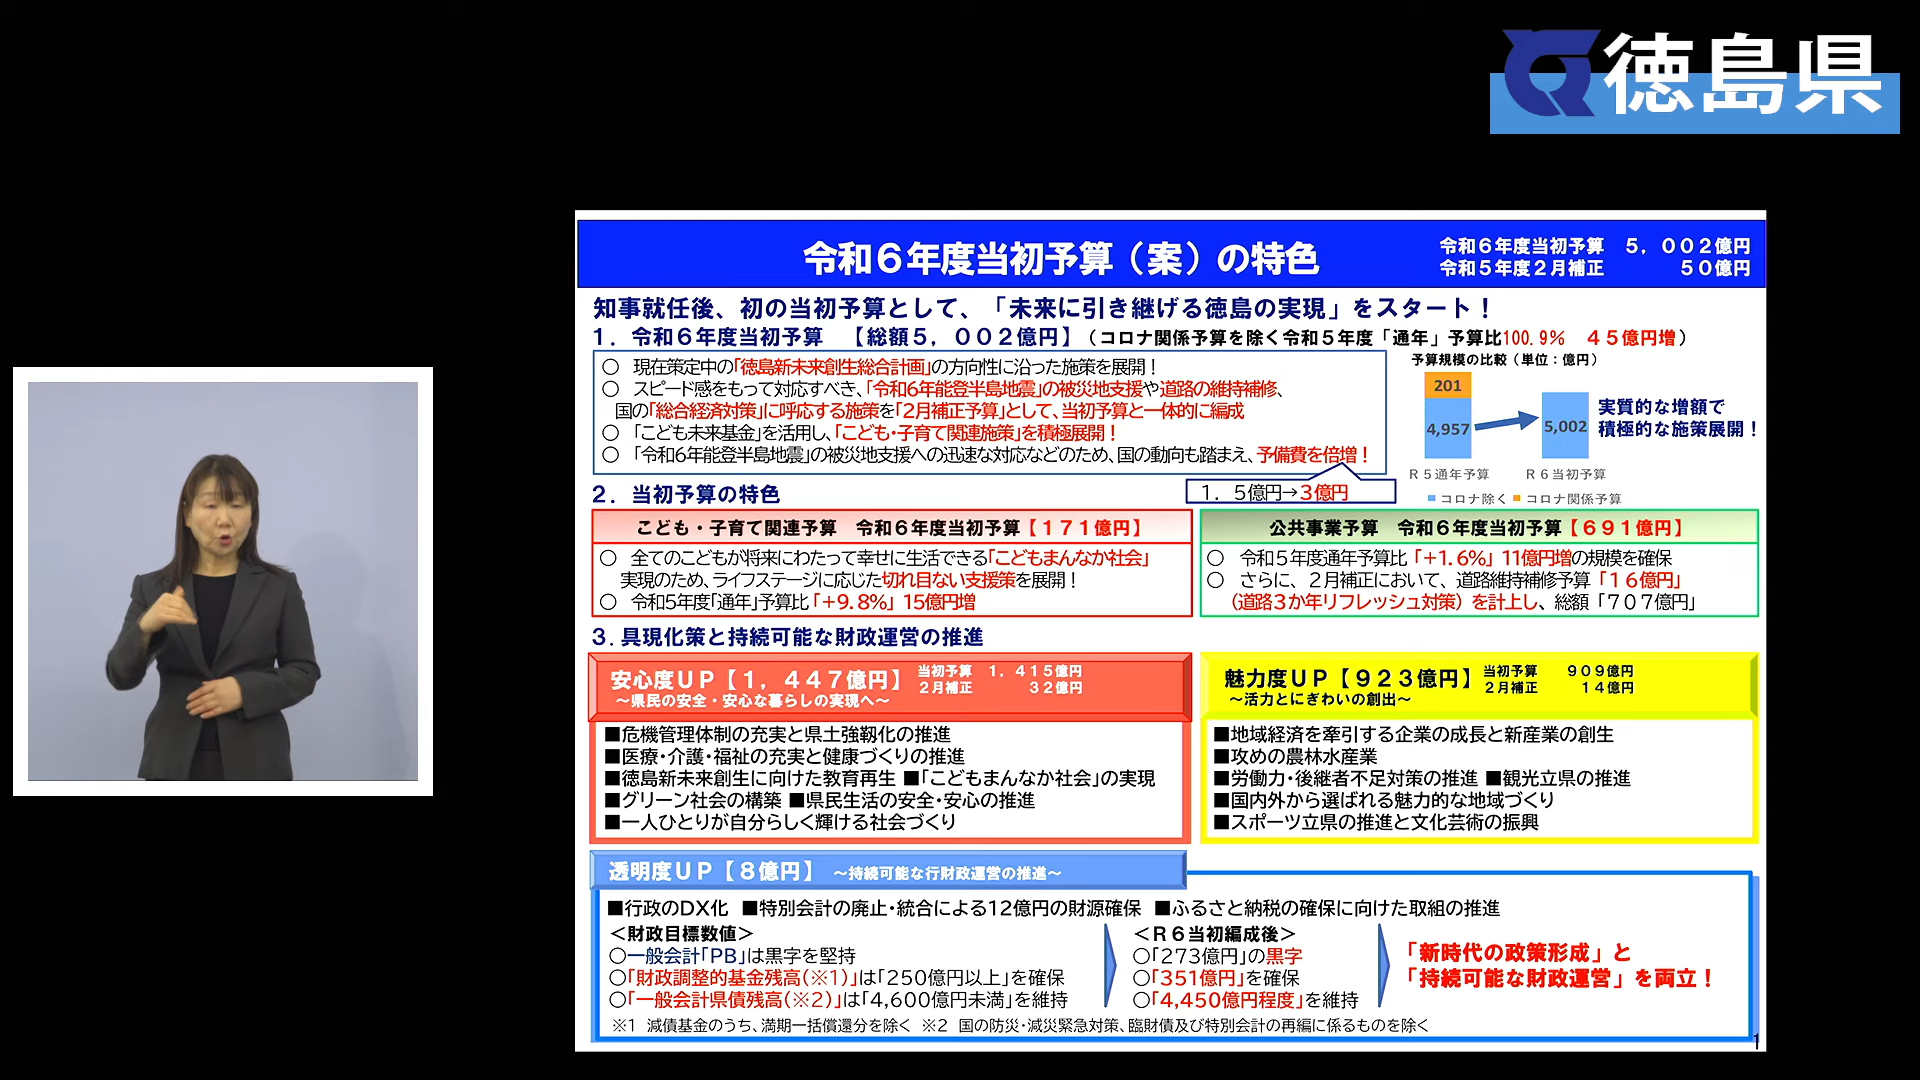 徳島県
令和6年度当初予算（案）の特色
令和6年度当初予算　5，002億円
令和5年度2月補正　50億円
知事就任後、初の当初予算として、「未来に引き継げる徳島の実現」をスタート！
1．令和6年度当初予算　【総額5，002億円】（コロナ関係予算を除く令和5年度「通年」予算比100.9%　45億円増）
○　現在策定中の「徳島新未来創生総合計画」の方向性に沿った施策を展開！
○　スピード感をもって対応すべき、「令和6年能登半島地震」の被災地支援や道路の維持補修、
国の「総合経済対策」に呼応する施策を「2月補正予算」として、当初予算と一体的に編成
○　「こども未来基金」を活用し、「こども・子育て関連施策」を積極展開！
○　「令和6年能登半島地震」の被災地支援への迅速な対応などのため、国の動向も踏まえ、予備費を倍増！
1．5億円→3億円
予算規模の比較（単位：億円）
201
4,957
5,002
R5通年予算　R6当初予算
コロナ除く　コロナ関係予算
実質的な増額で
積極的な施策展開！
2．当初予算の特色
こども・子育て関連予算　令和6年度当初予算【171億円】
○　全てのこどもが将来にわたって幸せに生活できる「こどもまんなか社会」
実現のため、ライフステージに応じた切れ目ない支援策を展開！
○　令和5年度「通年」予算比「+9.8%」15億円増
公共事業予算　令和6年度当初予算【691億円】
○　令和5年度通年予算比「+1.6%」11億円増の規模を確保
○　さらに、2月補正において、道路維持補修予算「16億円」
（道路3か年リフレッシュ対策）を計上し、総額「707億円」
3．具現化策と持続可能な財政運営の推進
安心度UP【1，447億円】
当初予算　1，415億円
2月補正　32億円
～県民の安全・安心な暮らしの実現へ～
■危機管理体制の充実と県土強靱化の推進
■医療・介護・福祉の充実と健康づくりの推進
■徳島新未来創生に向けた教育再生 ■「こどもまんなか社会」の実現
■グリーン社会の構築 ■県民生活の安全・安心の推進
■一人ひとりが自分らしく輝ける社会づくり
魅力度UP【923億円】
当初予算　909億円
2月補正　14億円
～活力とにぎわいの創出～
■地域経済を牽引する企業の成長と新産業の創生
■攻めの農林水産業
■労働力・後継者不足対策の推進 ■観光立県の推進
■国内外から選ばれる魅力的な地域づくり
■スポーツ立県の推進と文化芸術の振興
透明度UP【8億円】　～持続可能な行財政運営の推進～
■行政のDX化　■特別会計の廃止・統合による12億円の財源確保　■ふるさと納税の確保に向けた取組の推進
＜財政目標数値＞
○一般会計「PB」は黒字を堅持
○「財政調整的基金残高(※1)」は「250億円以上」を確保
○「一般会計県債残高(※2)」は「4,600億円未満」を維持
＜R6当初編成後＞
○「273億円」の黒字
○「351億円」を確保
○「4,450億円程度」を維持
「新時代の政策形成」と
「持続可能な財政運営」を両立！
※1　減債基金のうち、満期一括償還分を除く　※2　国の防災・減災緊急対策、臨財債及び特別会計の再編に係るものを除く
1